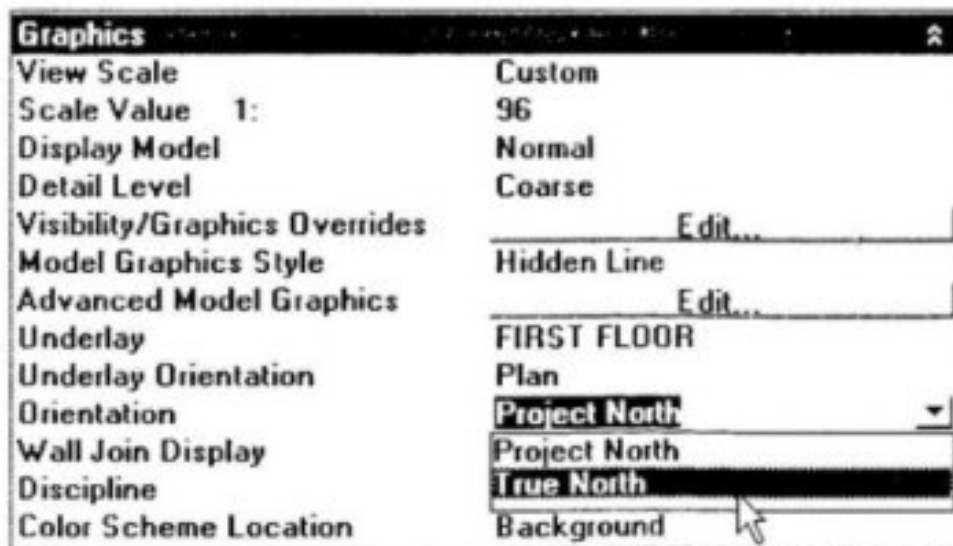 Graphics
View Scale Custom
Scale Value 1: 96
Display Model Normal
Detail Level Coarse
Visibility/Graphics Overrides Edit...
Model Graphics Style Hidden Line
Advanced Model Graphics Edit...
Underlay FIRST FLOOR
Underlay Orientation Plan
Orientation Project North
Wall Join Display Project North
Discipline True North
Color Scheme Location Background